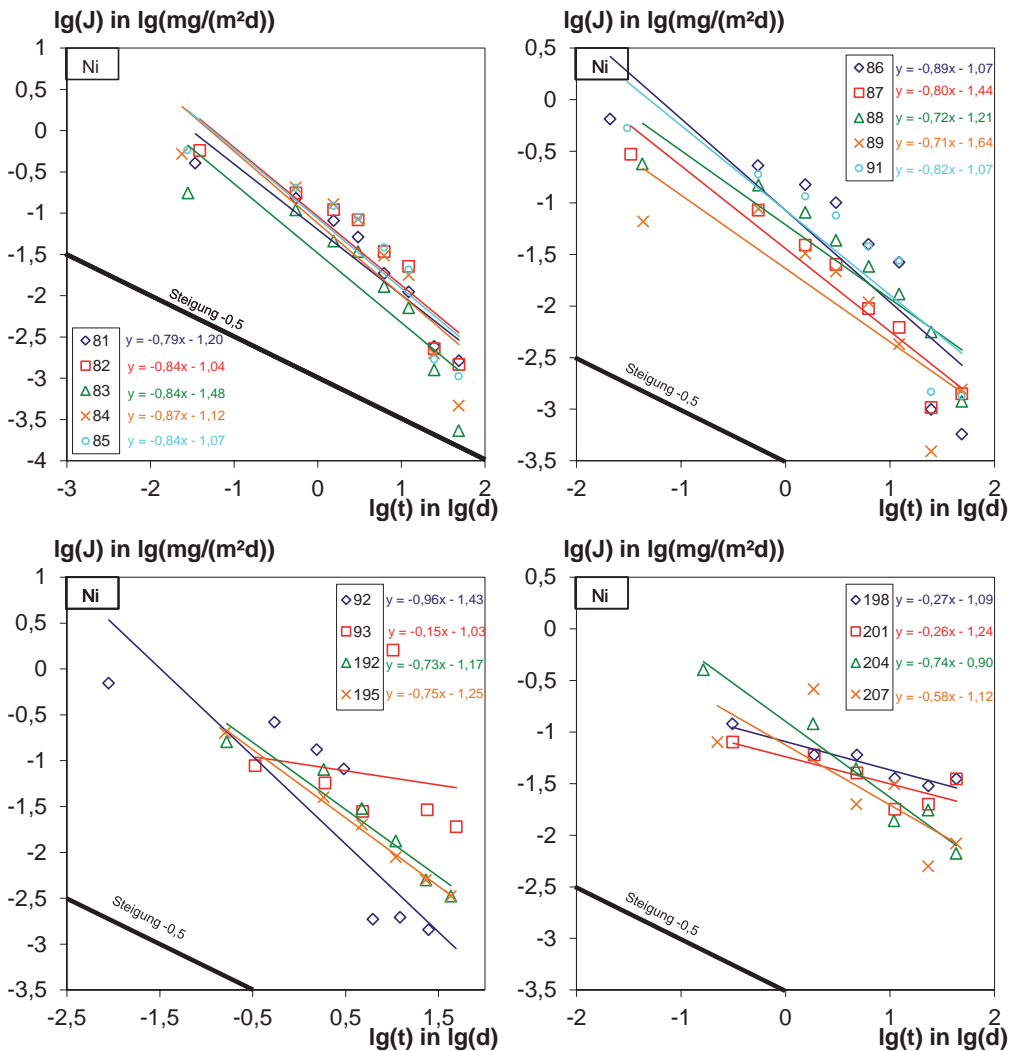 lg(J) in lg(mg/(m²d))
1
0,5
0
-0,5
-1
-1,5
-2
-2,5
-3
-3,5
-4
Ni
Steigung -0,5
81 y = -0,79x - 1,20
82 y = -0,84x - 1,04
83 y = -0,84x - 1,48
84 y = -0,87x - 1,12
85 y = -0,84x - 1,07
-3 -2 -1 0 1 2
lg(t) in lg(d)
lg(J) in lg(mg/(m²d))
0,5
0
-0,5
-1
-1,5
-2
-2,5
-3
-3,5
Ni
86 y = -0,89x - 1,07
87 y = -0,80x - 1,44
88 y = -0,72x - 1,21
89 y = -0,71x - 1,64
91 y = -0,82x - 1,07
Steigung -0,5
-2 -1 0 1 2
lg(t) in lg(d)
lg(J) in lg(mg/(m²d))
1
0,5
0
-0,5
-1
-1,5
-2
-2,5
-3
-3,5
Ni
92 y = -0,96x - 1,43
93 y = -0,15x - 1,03
192 y = -0,73x - 1,17
195 y = -0,75x - 1,25
Steigung -0,5
-2,5 -1,5 -0,5 0,5 1,5
lg(t) in lg(d)
lg(J) in lg(mg/(m²d))
0,5
0
-0,5
-1
-1,5
-2
-2,5
-3
-3,5
Ni
198 y = -0,27x - 1,09
201 y = -0,26x - 1,24
204 y = -0,74x - 0,90
207 y = -0,58x - 1,12
Steigung -0,5
-2 -1 0 1 2
lg(t) in lg(d)